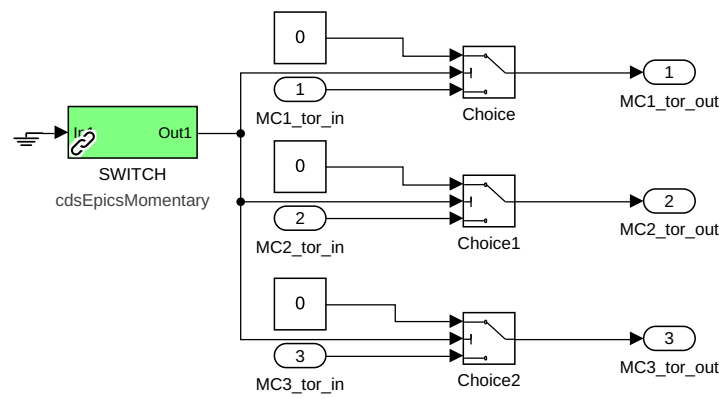 0
1
MC1_tor_in
Choice
1
MC1_tor_out
In1
Out1
SWITCH
cdsEpicsMomentary
0
2
MC2_tor_in
Choice1
2
MC2_tor_out
0
3
MC3_tor_in
Choice2
3
MC3_tor_out